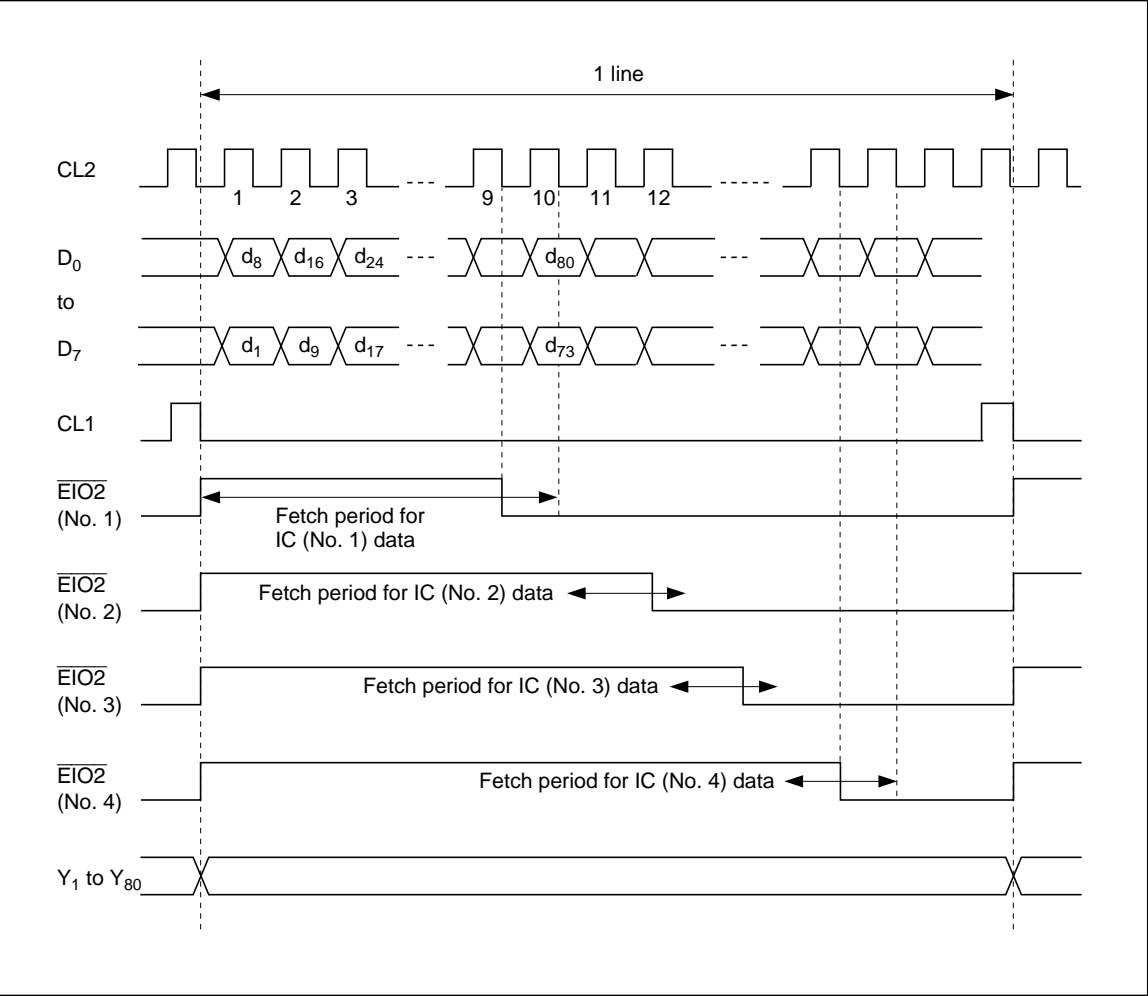 1 line
CL2
1 2 3 9 10 11 12
D0 d8 d16 d24 d80
to
D7 d1 d9 d17 d73
CL1
EIO2
(No. 1)
Fetch period for
IC (No. 1) data
EIO2
(No. 2)
Fetch period for IC (No. 2) data
EIO2
(No. 3)
Fetch period for IC (No. 3) data
EIO2
(No. 4)
Fetch period for IC (No. 4) data
Y1 to Y80